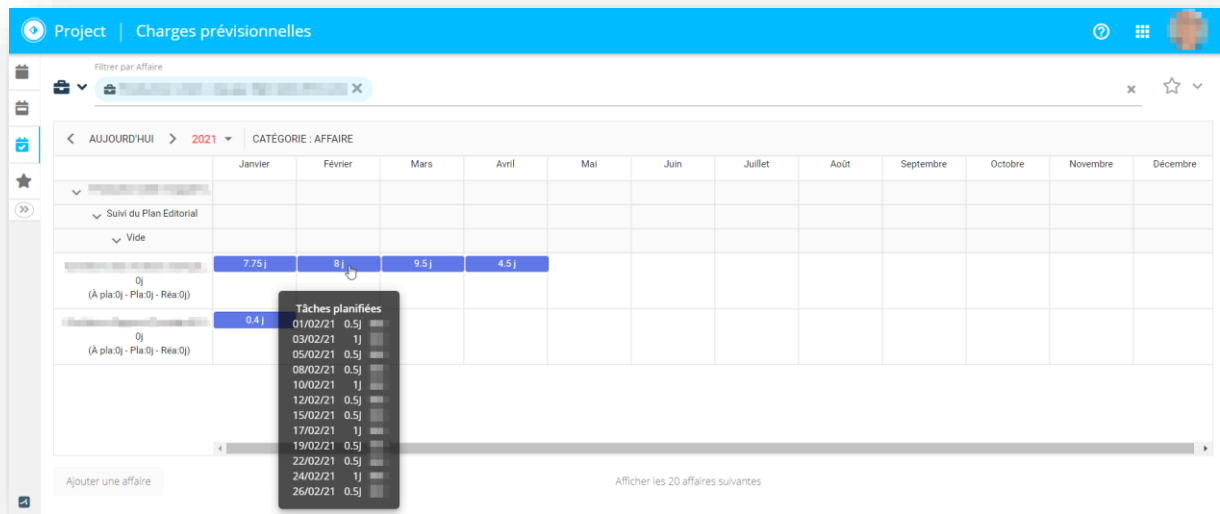 Project | Charges prévisionnelles
Filtrer par Affaire
AUJOURD'HUI 2021 CATÉGORIE : AFFAIRE
Janvier Février Mars Avril Mai Juin Juillet Août Septembre Octobre Novembre Décembre
Suivi du Plan Editorial
Vide
7.75 j 8 j 9.5 j 4.5 j
0j
(À pla:0j - Pla:0j - Réa:0j)
0.4 j
0j
(À pla:0j - Pla:0j - Réa:0j)
Tâches planifiées
01/02/21 0.5J
03/02/21 1J
05/02/21 0.5J
08/02/21 0.5J
10/02/21 1J
12/02/21 0.5J
15/02/21 0.5J
17/02/21 1J
19/02/21 0.5J
22/02/21 0.5J
24/02/21 1J
26/02/21 0.5J
Ajouter une affaire
Afficher les 20 affaires suivantes